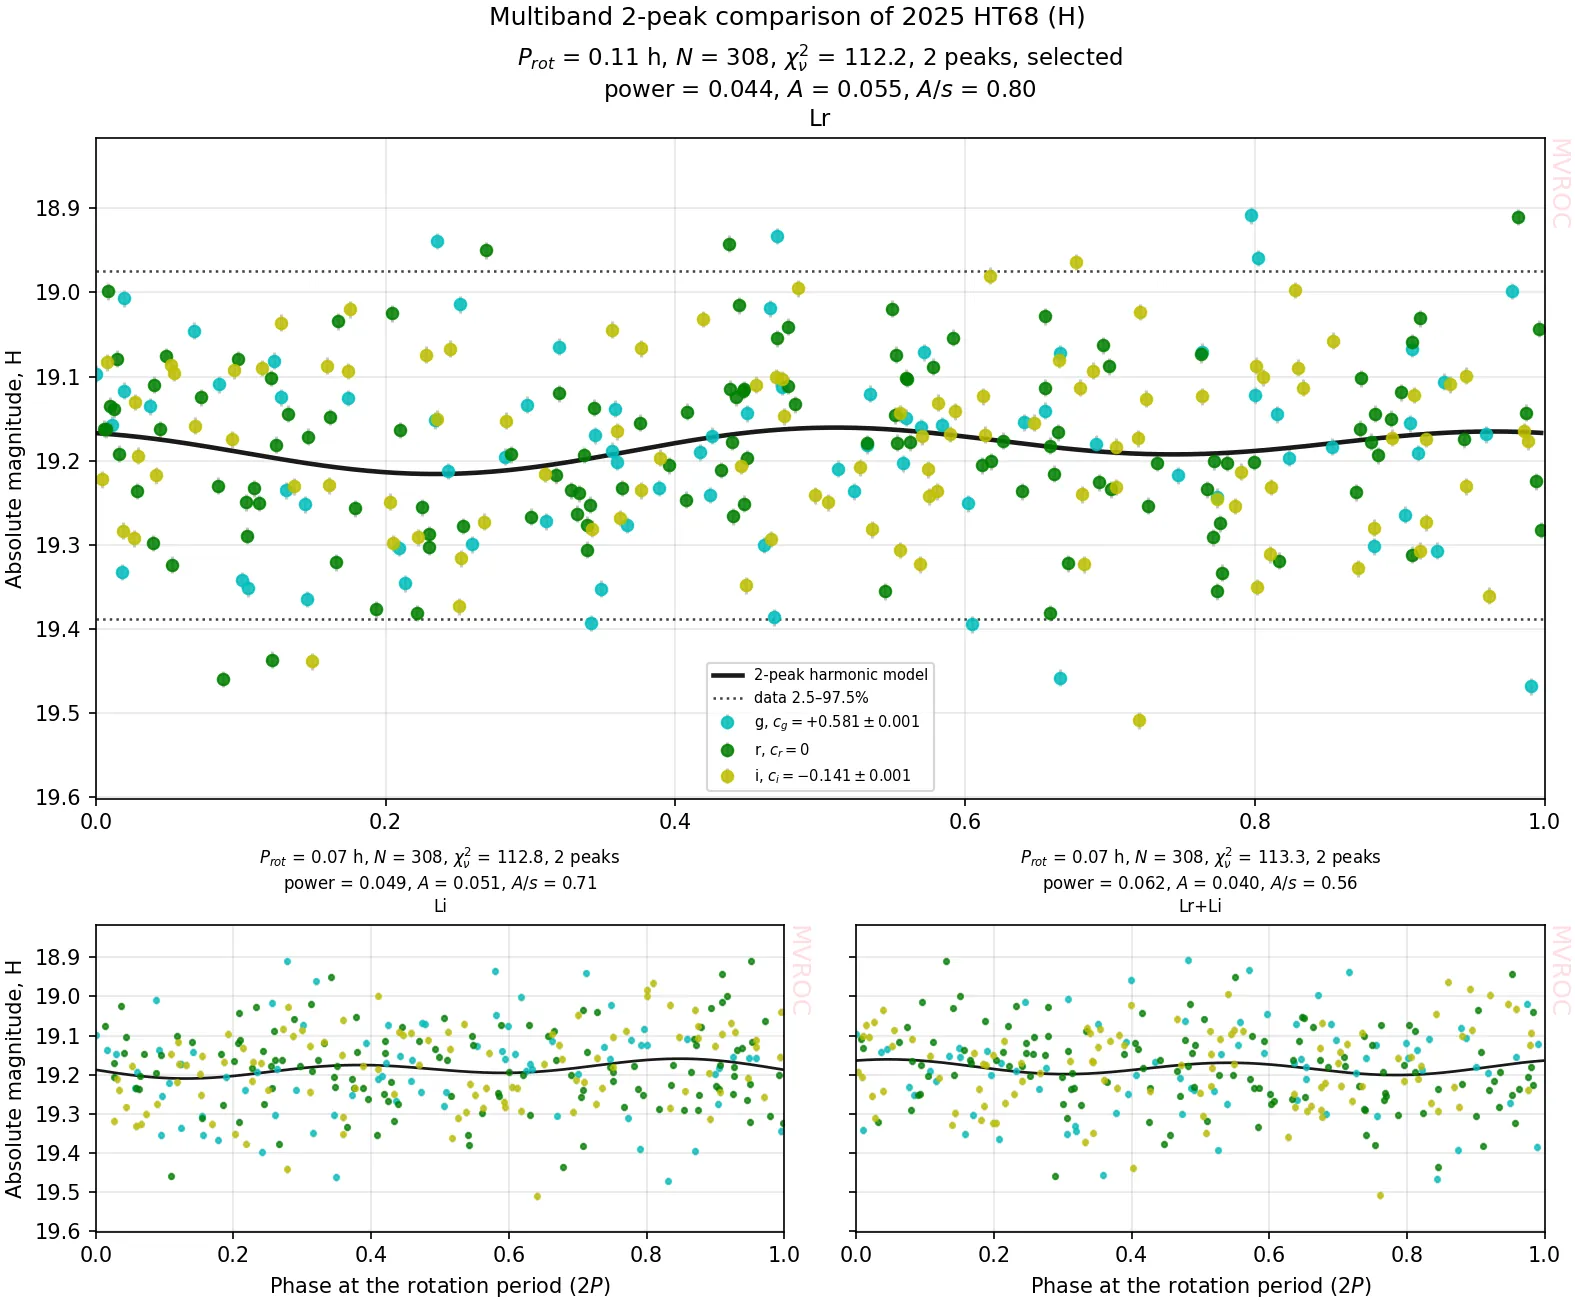 Multiband 2-peak comparison of 2025 HT68 (H)
P_rot = 0.11 h, N = 308, χ²_ν = 112.2, 2 peaks, selected
power = 0.044, A = 0.055, A/s = 0.80
Lr
MVROC
Absolute magnitude, H
18.9
19.0
19.1
19.2
19.3
19.4
19.5
19.6
2-peak harmonic model
data 2.5–97.5%
g, c_g = +0.581 ± 0.001
r, c_r = 0
i, c_i = −0.141 ± 0.001
0.0 0.2 0.4 0.6 0.8 1.0
P_rot = 0.07 h, N = 308, χ²_ν = 112.8, 2 peaks
power = 0.049, A = 0.051, A/s = 0.71
Li
MVROC
Absolute magnitude, H
18.9
19.0
19.1
19.2
19.3
19.4
19.5
19.6
0.0 0.2 0.4 0.6 0.8 1.0
Phase at the rotation period (2P)
P_rot = 0.07 h, N = 308, χ²_ν = 113.3, 2 peaks
power = 0.062, A = 0.040, A/s = 0.56
Lr+Li
MVROC
0.0 0.2 0.4 0.6 0.8 1.0
Phase at the rotation period (2P)